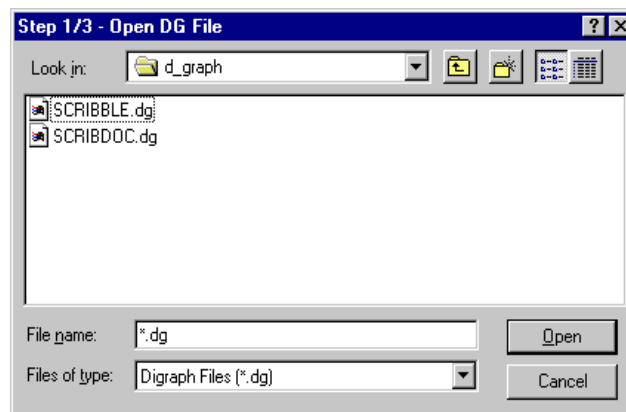 Step 1/3 - Open DG File
Look in: d_graph
SCRIBBLE.dg
SCRIBDOC.dg
File name: *.dg Open
Files of type: Digraph Files (*.dg) Cancel